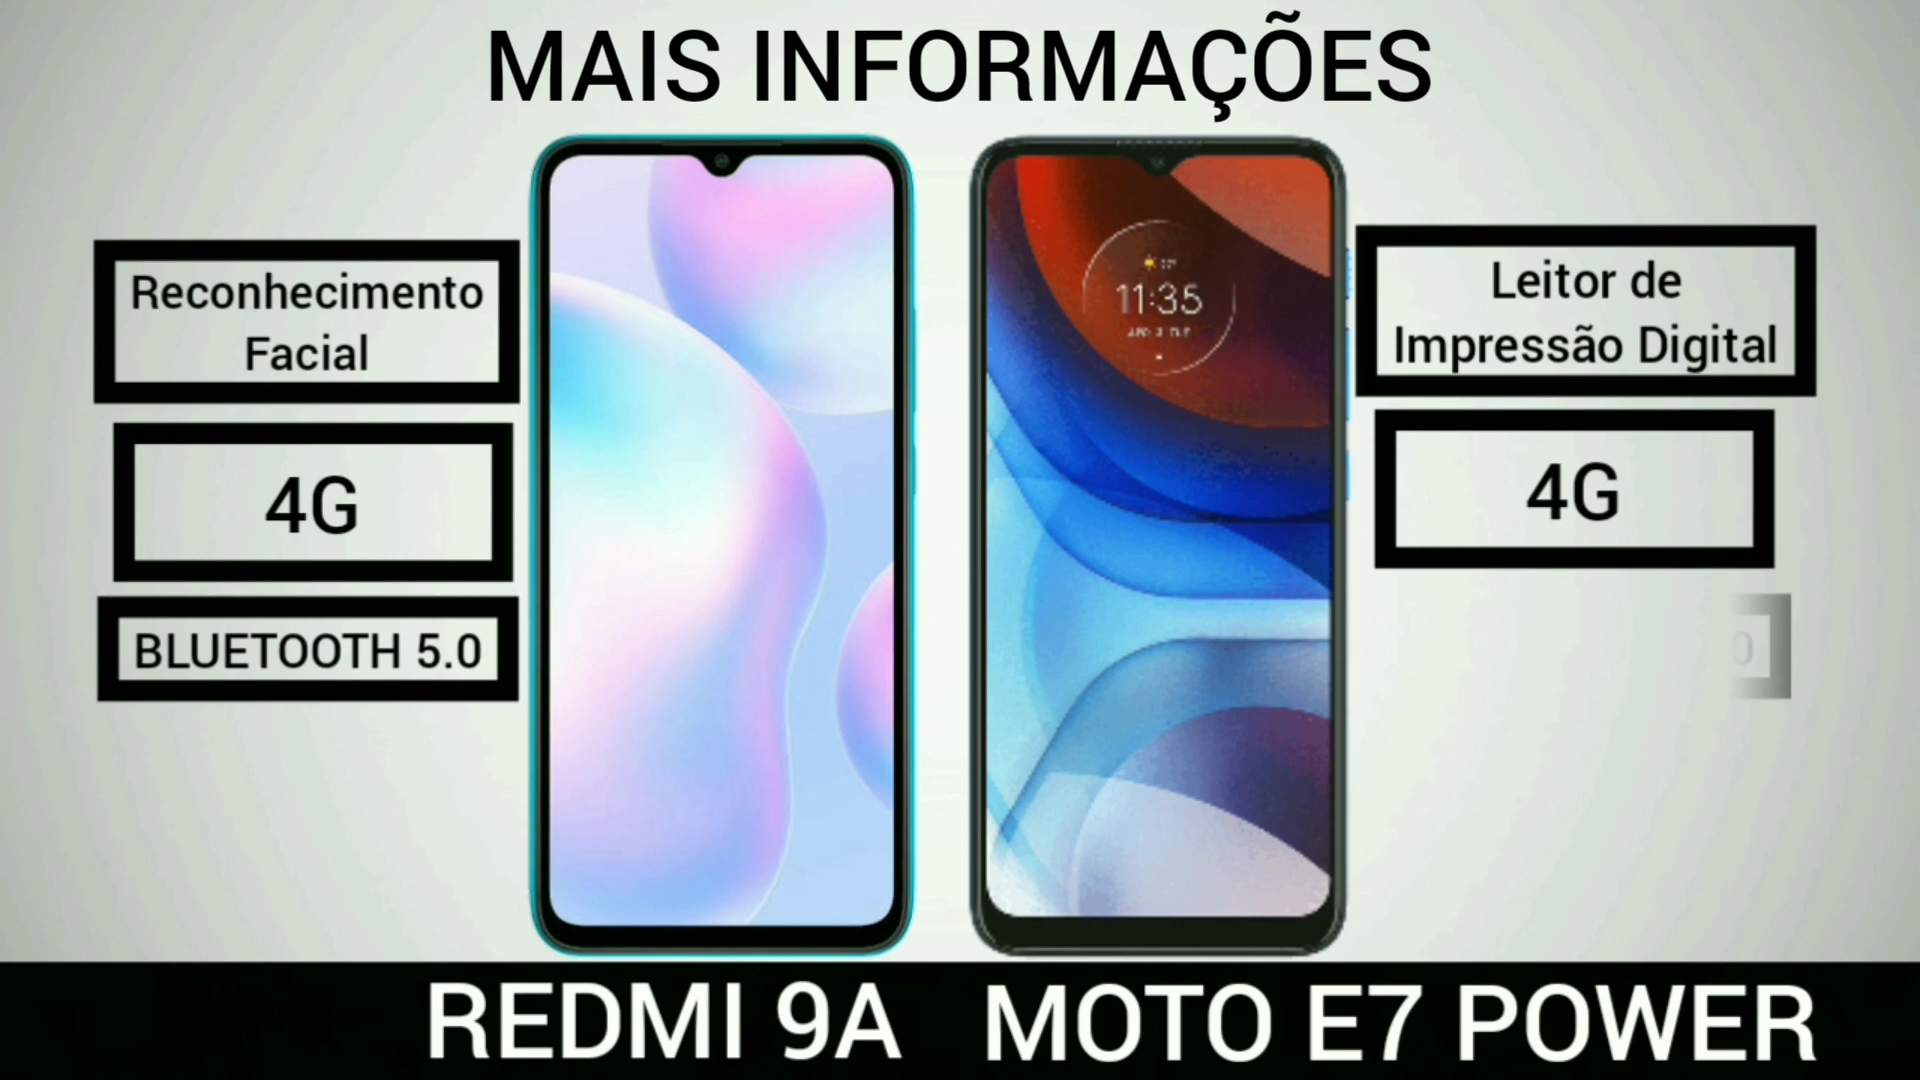 MAIS INFORMAÇÕES
Reconhecimento
Facial
4G
BLUETOOTH 5.0
11:35
Leitor de
Impressão Digital
4G
0
REDMI 9A
MOTO E7 POWER